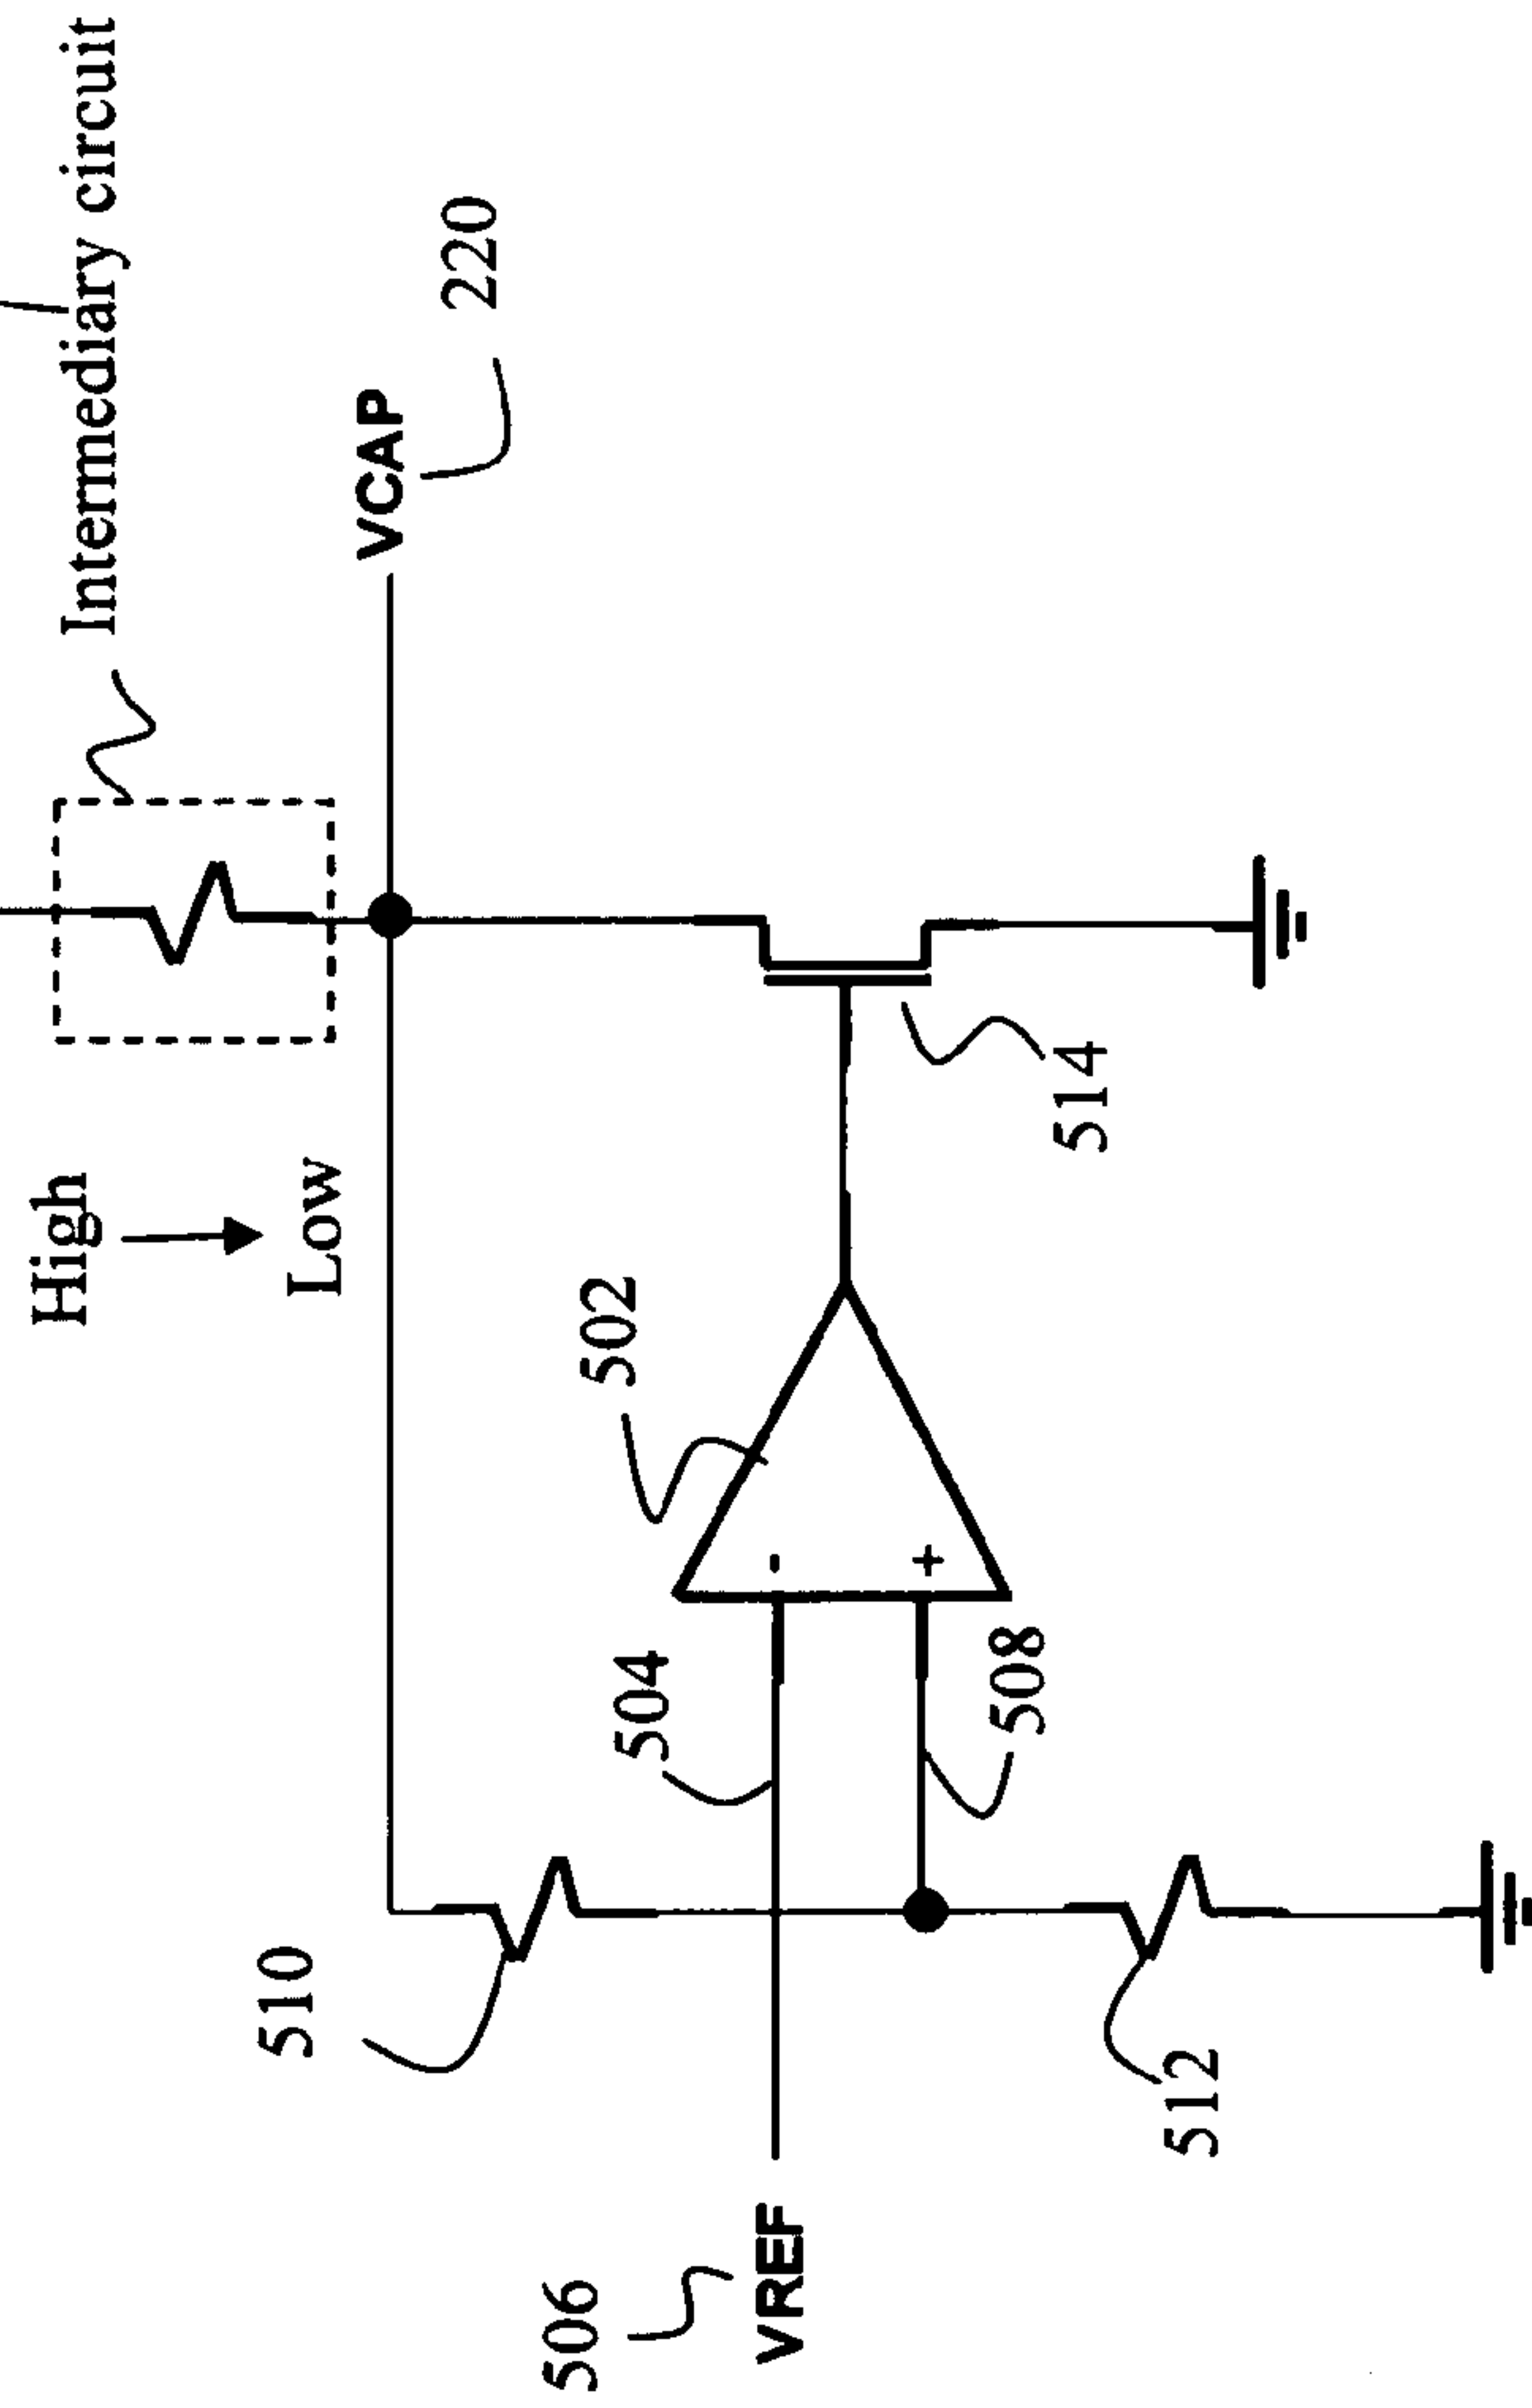 Intermediary circuit
High
Low
VCAP
220
510
502
504
506
VREF
508
514
512
-
+